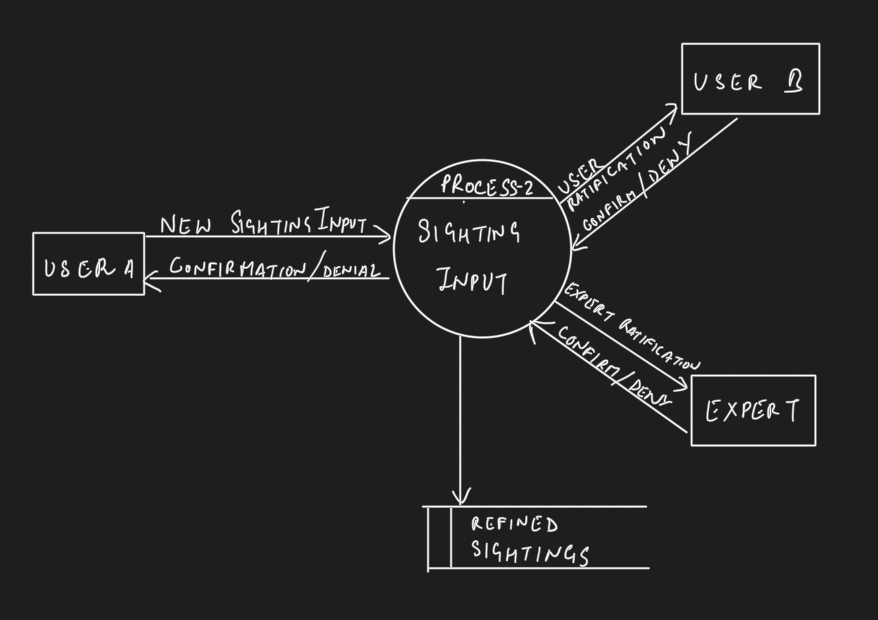 USER B
USER
RATIFICATION
CONFIRM/DENY
PROCESS-2
SIGHTING
INPUT
NEW SIGHTING INPUT
USER A
CONFIRMATION/DENIAL
EXPERT RATIFICATION
CONFIRM/DENY
EXPERT
REFINED
SIGHTINGS